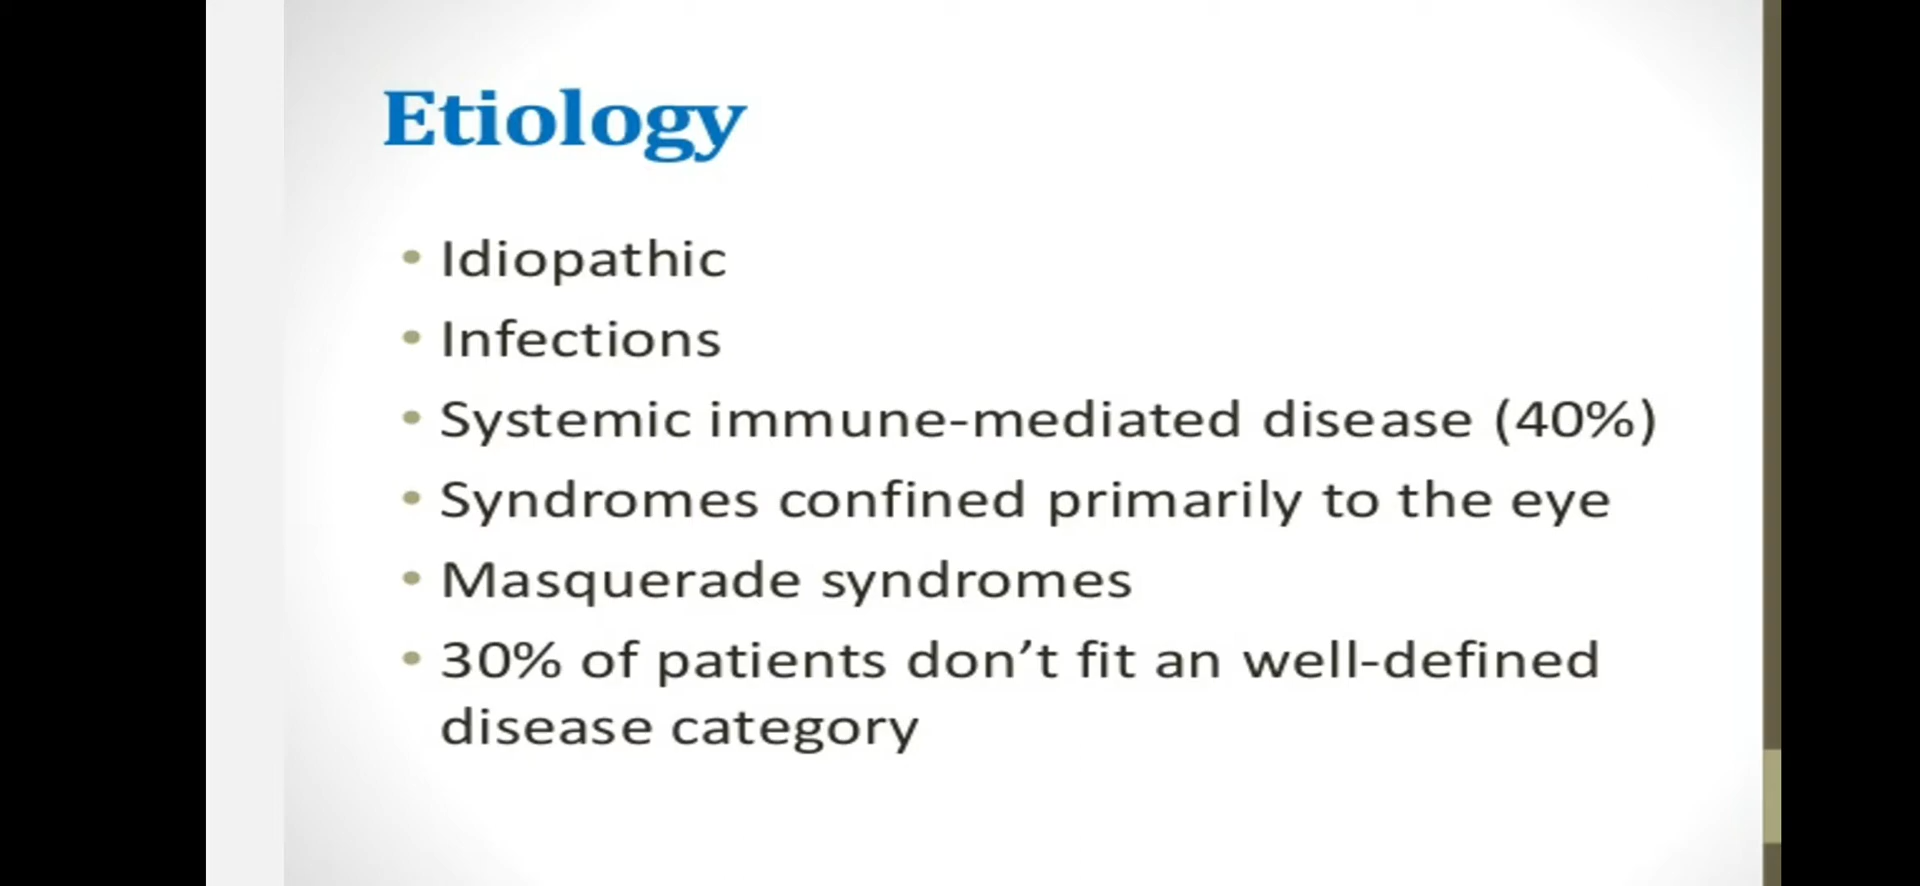 Etiology
• Idiopathic
• Infections
• Systemic immune-mediated disease (40%)
• Syndromes confined primarily to the eye
• Masquerade syndromes
• 30% of patients don’t fit an well-defined
disease category